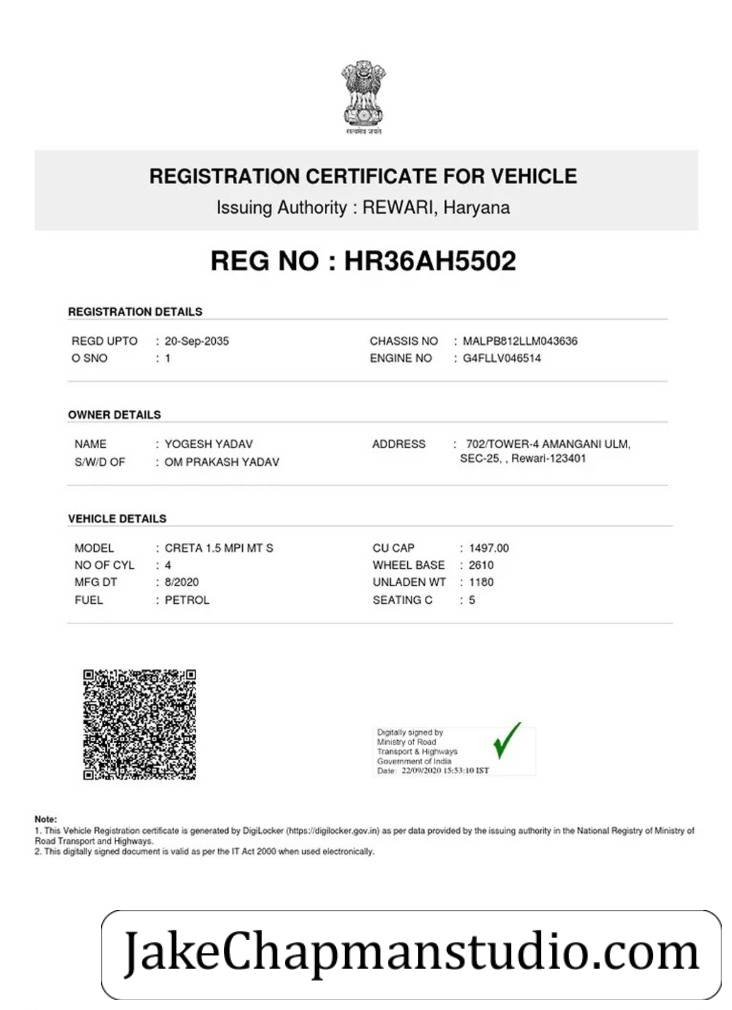 सत्यमेव जयते
REGISTRATION CERTIFICATE FOR VEHICLE
Issuing Authority : REWARI, Haryana
REG NO : HR36AH5502
REGISTRATION DETAILS
REGD UPTO : 20-Sep-2035 CHASSIS NO : MALPB812LLM043636
O SNO : 1 ENGINE NO : G4FLLV046514
OWNER DETAILS
NAME : YOGESH YADAV ADDRESS : 702/TOWER-4 AMANGANI ULM,
S/W/D OF : OM PRAKASH YADAV SEC-25, , Rewari-123401
VEHICLE DETAILS
MODEL : CRETA 1.5 MPI MT S CU CAP : 1497.00
NO OF CYL : 4 WHEEL BASE : 2610
MFG DT : 8/2020 UNLADEN WT : 1180
FUEL : PETROL SEATING C : 5
Digitally signed by
Ministry of Road
Transport & Highways
Government of India
Date: 22/09/2020 15:53:10 IST
Note:
1. This Vehicle Registration certificate is generated by DigiLocker (https://digilocker.gov.in) as per data provided by the issuing authority in the National Registry of Ministry of
Road Transport and Highways.
2. This digitally signed document is valid as per the IT Act 2000 when used electronically.
JakeChapmanstudio.com